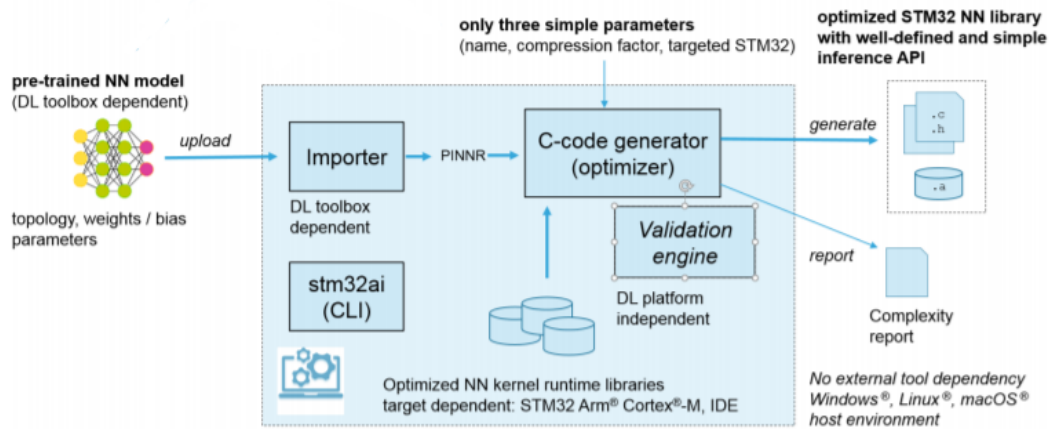 only three simple parameters
(name, compression factor, targeted STM32)
optimized STM32 NN library
with well-defined and simple
inference API
pre-trained NN model
(DL toolbox dependent)
upload
topology, weights / bias
parameters
Importer
DL toolbox
dependent
PINNR
C-code generator
(optimizer)
generate
.c
.h
.a
Validation
engine
DL platform
independent
report
Complexity
report
stm32ai
(CLI)
Optimized NN kernel runtime libraries
target dependent: STM32 Arm® Cortex®-M, IDE
No external tool dependency
Windows®, Linux®, macOS®
host environment